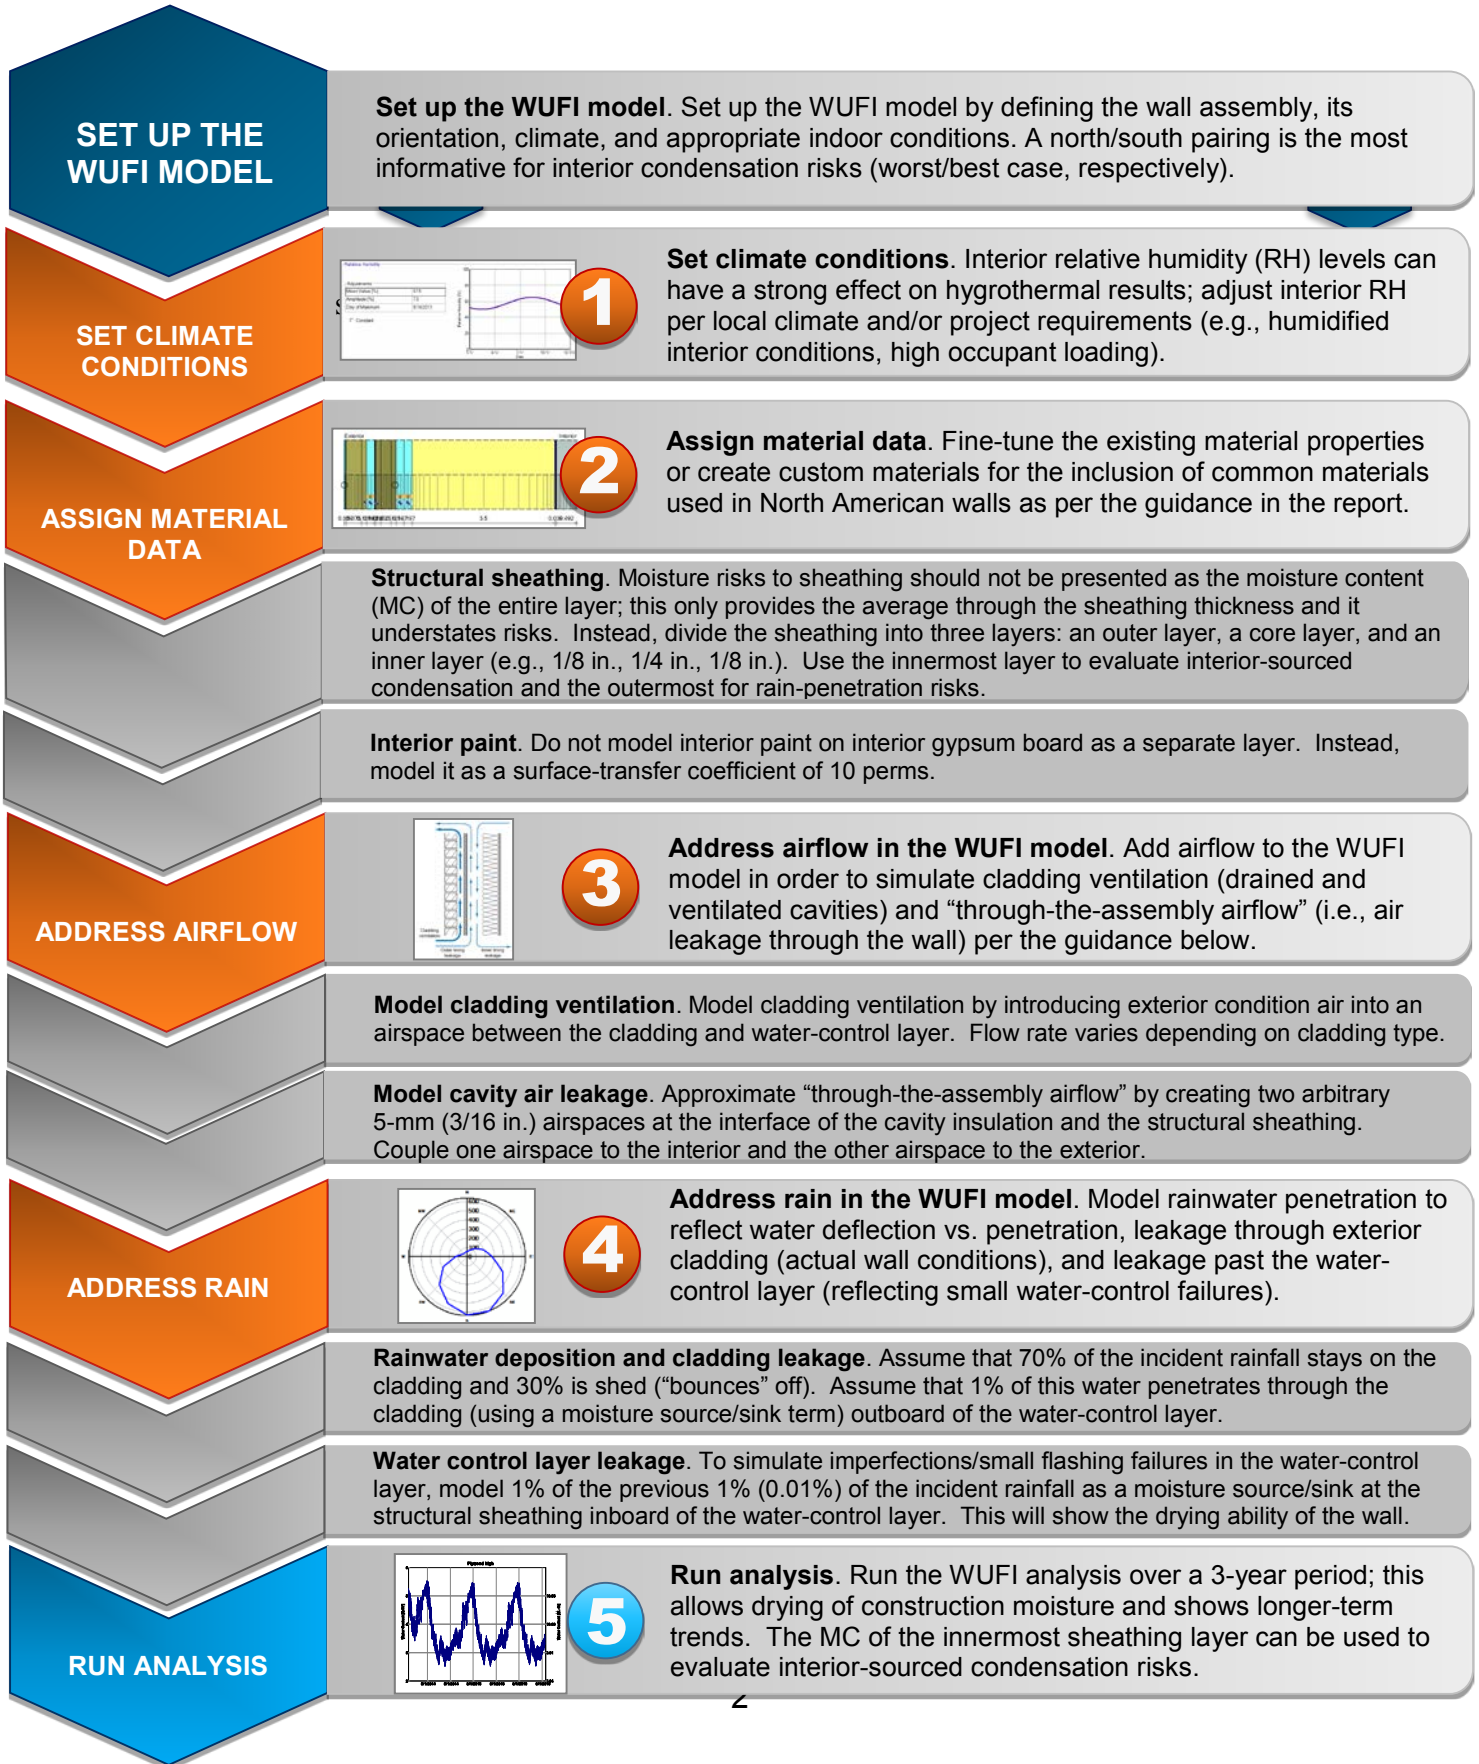 SET UP THE
WUFI MODEL
Set up the WUFI model. Set up the WUFI model by defining the wall assembly, its
orientation, climate, and appropriate indoor conditions. A north/south pairing is the most
informative for interior condensation risks (worst/best case, respectively).
SET CLIMATE
CONDITIONS
1
Set climate conditions. Interior relative humidity (RH) levels can
have a strong effect on hygrothermal results; adjust interior RH
per local climate and/or project requirements (e.g., humidified
interior conditions, high occupant loading).
ASSIGN MATERIAL
DATA
Exterior
Interior
2
Assign material data. Fine-tune the existing material properties
or create custom materials for the inclusion of common materials
used in North American walls as per the guidance in the report.
Structural sheathing. Moisture risks to sheathing should not be presented as the moisture content
(MC) of the entire layer; this only provides the average through the sheathing thickness and it
understates risks.  Instead, divide the sheathing into three layers: an outer layer, a core layer, and an
inner layer (e.g., 1/8 in., 1/4 in., 1/8 in.).  Use the innermost layer to evaluate interior-sourced
condensation and the outermost for rain-penetration risks.
Interior paint. Do not model interior paint on interior gypsum board as a separate layer.  Instead,
model it as a surface-transfer coefficient of 10 perms.
ADDRESS AIRFLOW
3
Address airflow in the WUFI model. Add airflow to the WUFI
model in order to simulate cladding ventilation (drained and
ventilated cavities) and “through-the-assembly airflow” (i.e., air
leakage through the wall) per the guidance below.
Model cladding ventilation. Model cladding ventilation by introducing exterior condition air into an
airspace between the cladding and water-control layer.  Flow rate varies depending on cladding type.
Model cavity air leakage. Approximate “through-the-assembly airflow” by creating two arbitrary
5-mm (3/16 in.) airspaces at the interface of the cavity insulation and the structural sheathing.
Couple one airspace to the interior and the other airspace to the exterior.
ADDRESS RAIN
4
Address rain in the WUFI model. Model rainwater penetration to
reflect water deflection vs. penetration, leakage through exterior
cladding (actual wall conditions), and leakage past the water-
control layer (reflecting small water-control failures).
Rainwater deposition and cladding leakage. Assume that 70% of the incident rainfall stays on the
cladding and 30% is shed (“bounces” off).  Assume that 1% of this water penetrates through the
cladding (using a moisture source/sink term) outboard of the water-control layer.
Water control layer leakage. To simulate imperfections/small flashing failures in the water-control
layer, model 1% of the previous 1% (0.01%) of the incident rainfall as a moisture source/sink at the
structural sheathing inboard of the water-control layer.  This will show the drying ability of the wall.
RUN ANALYSIS
5
Run analysis. Run the WUFI analysis over a 3-year period; this
allows drying of construction moisture and shows longer-term
trends.  The MC of the innermost sheathing layer can be used to
evaluate interior-sourced condensation risks.
2